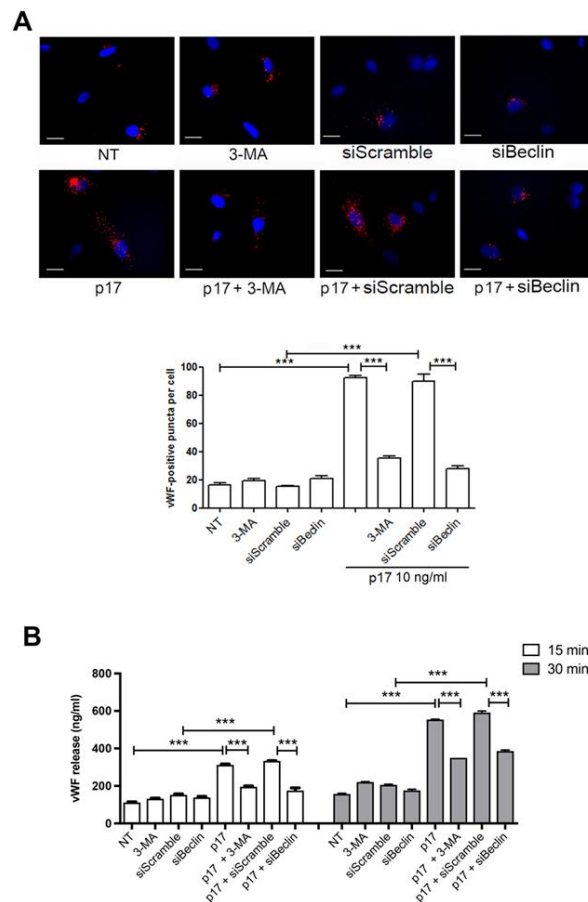 A
NT 3-MA siScramble siBeclin
p17 p17 + 3-MA p17 + siScramble p17 + siBeclin
***
*** *** ***
100
80
60
40
20
0
vWF-positive puncta per cell
NT 3-MA siScramble siBeclin 3-MA siScramble siBeclin
p17 10 ng/ml
B
15 min
30 min
800
600
400
200
0
vWF release (ng/ml)
*** ***
*** *** *** *** *** ***
NT 3-MA siScramble siBeclin p17 p17 + 3-MA p17 + siScramble p17 + siBeclin NT 3-MA siScramble siBeclin p17 p17 + 3-MA p17 + siScramble p17 + siBeclin